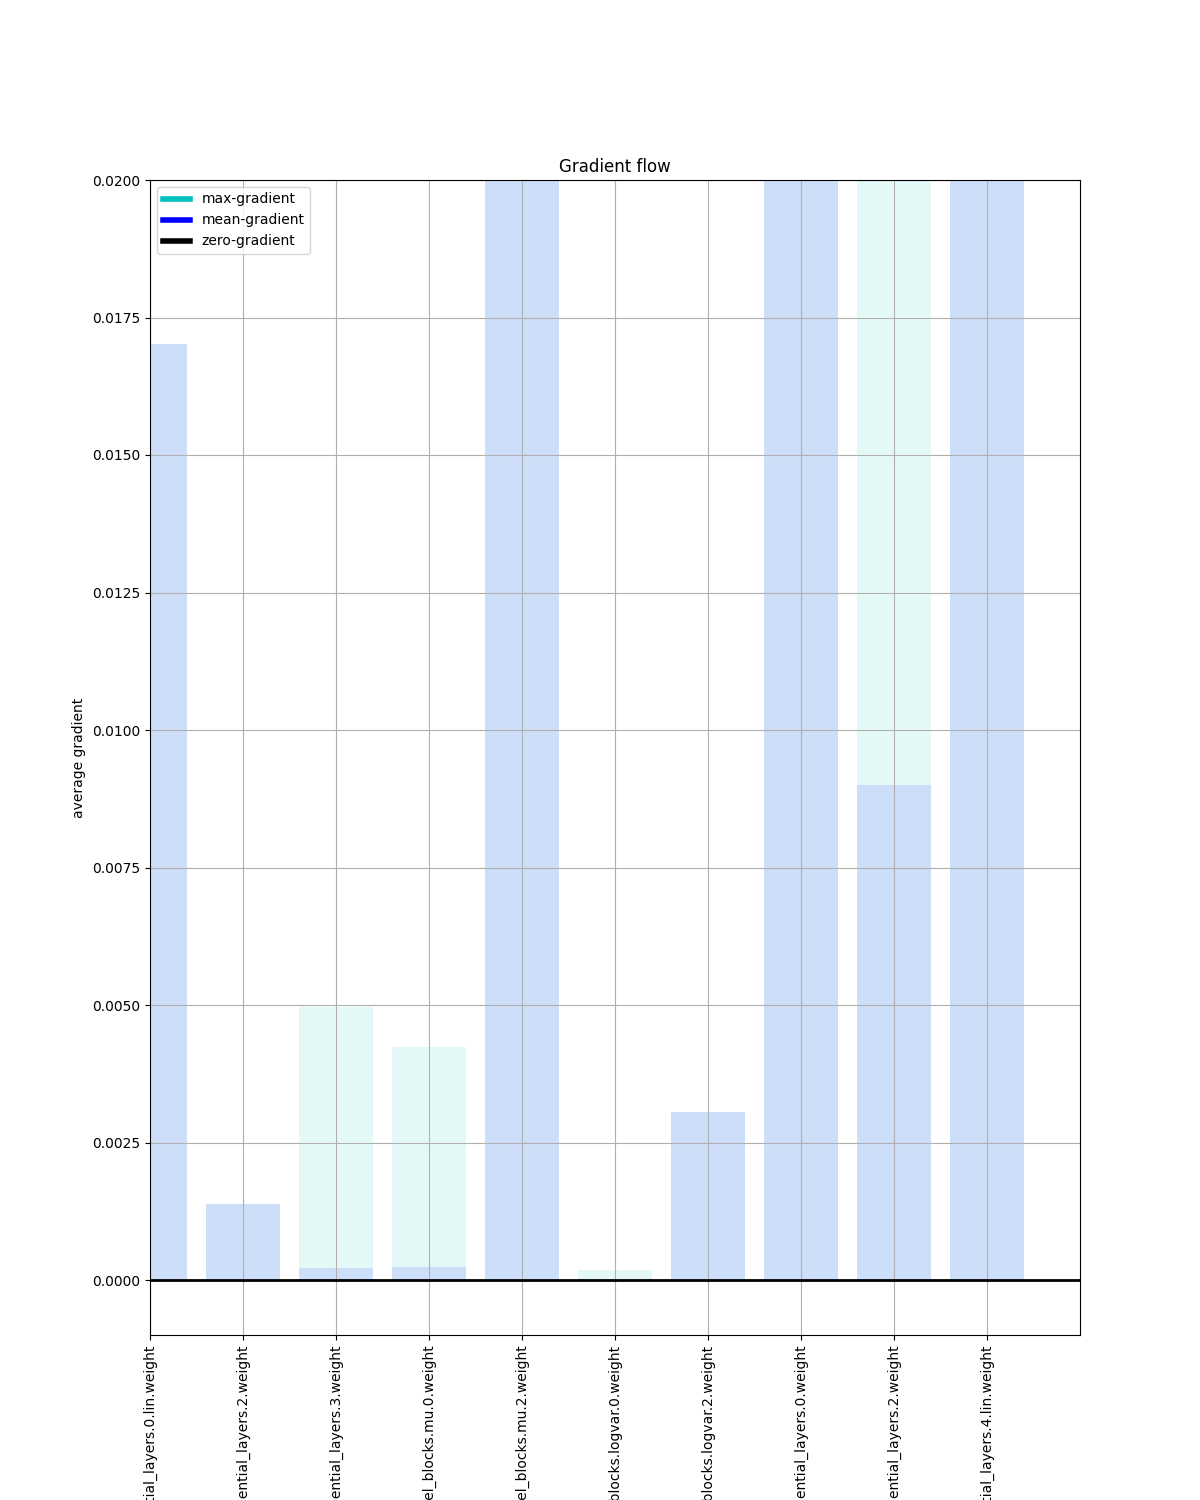 Gradient flow
max-gradient
mean-gradient
zero-gradient
0.0200
0.0175
0.0150
0.0125
0.0100
0.0075
0.0050
0.0025
0.0000
average gradient
tial_layers.0.lin.weight
ential_layers.2.weight
ential_layers.3.weight
el_blocks.mu.0.weight
el_blocks.mu.2.weight
blocks.logvar.0.weight
blocks.logvar.2.weight
ential_layers.0.weight
ential_layers.2.weight
tial_layers.4.lin.weight